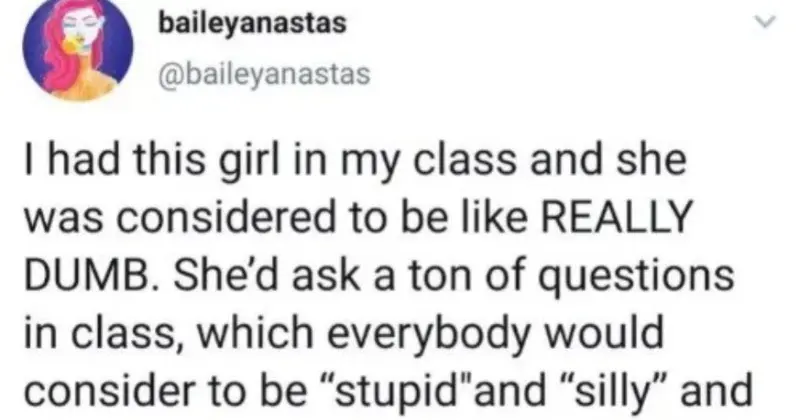 baileyanastas
@baileyanastas
I had this girl in my class and she
was considered to be like REALLY
DUMB. She’d ask a ton of questions
in class, which everybody would
consider to be “stupid"and “silly” and